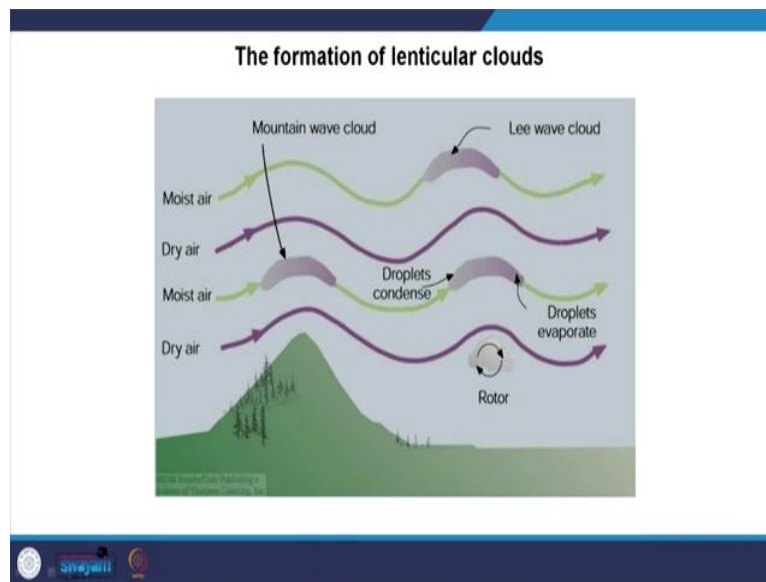 The formation of lenticular clouds
Mountain wave cloud
Lee wave cloud
Moist air
Dry air
Moist air
Droplets
condense
Droplets
evaporate
Dry air
Rotor
swayam